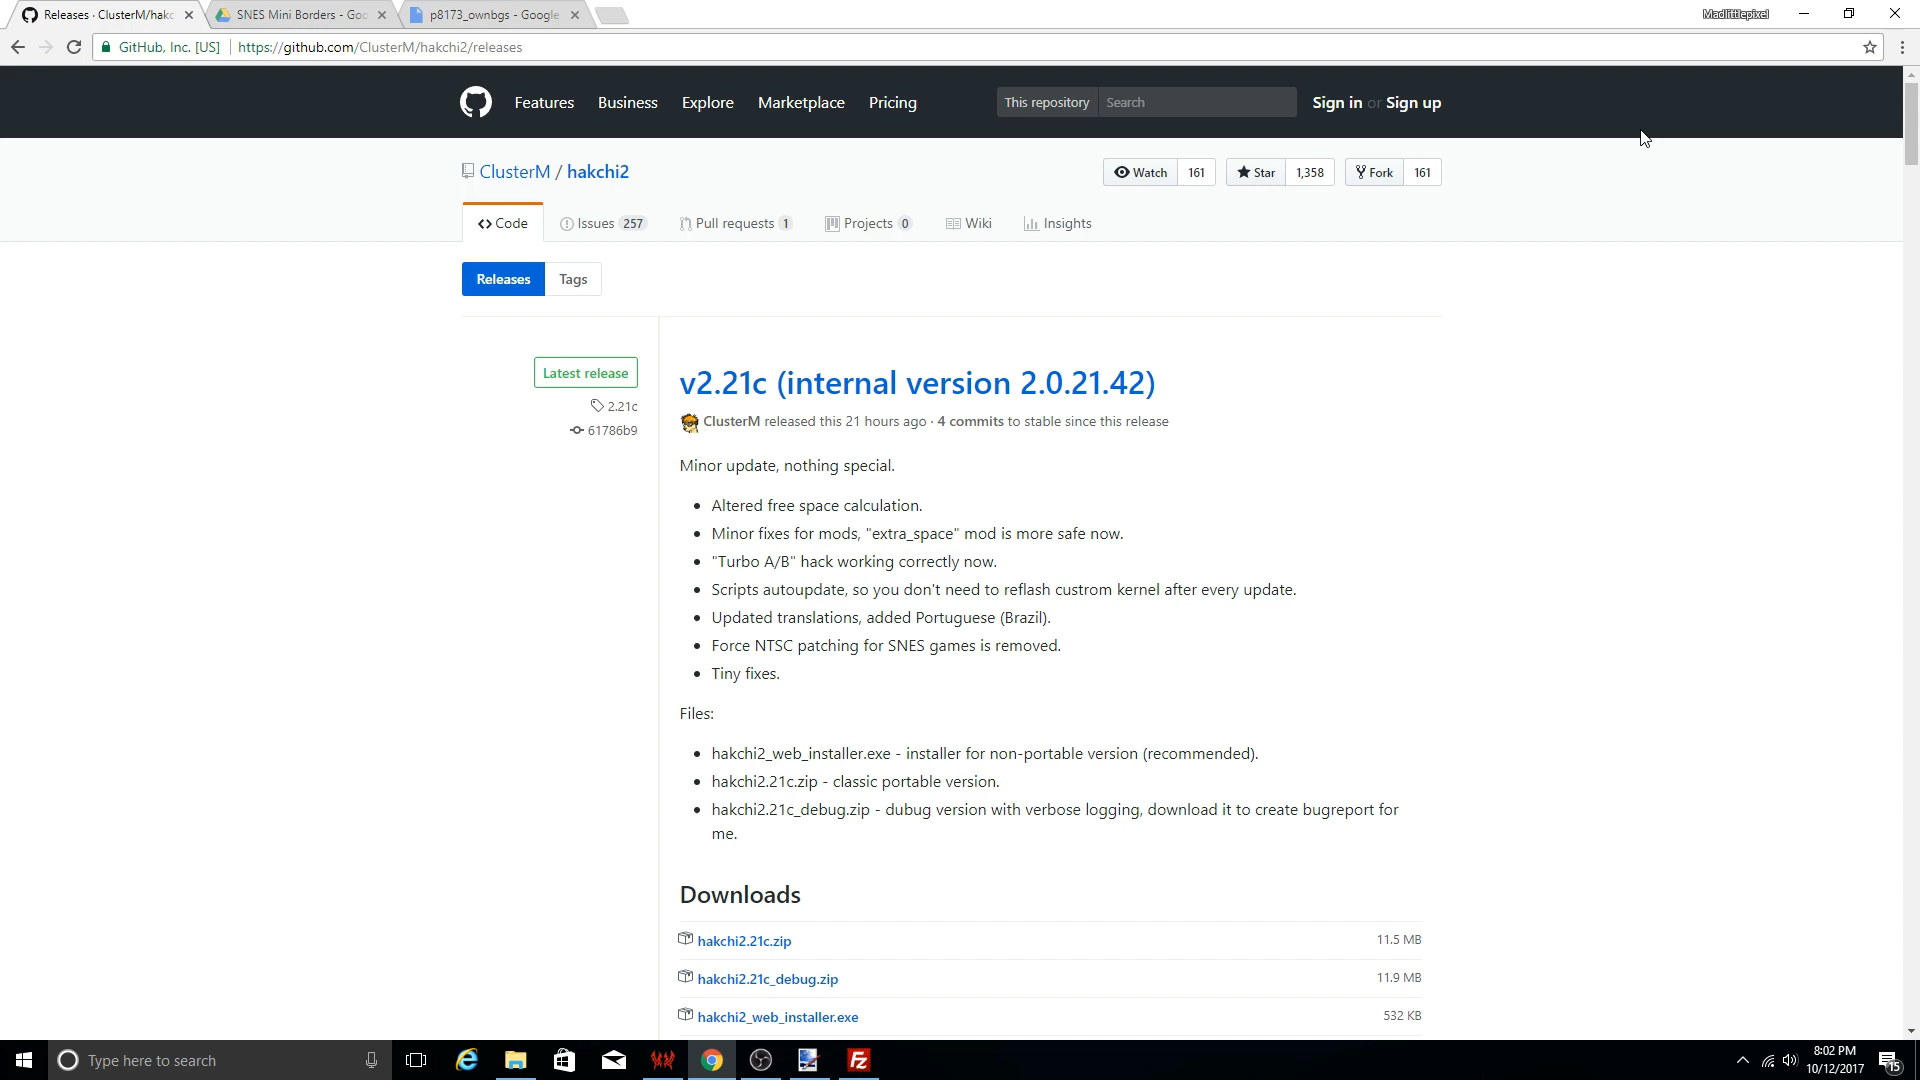 Releases · ClusterM/hakc
SNES Mini Borders - Goo
p8173_ownbgs - Google
Madlittlepixel
GitHub, Inc. [US]
https://github.com/ClusterM/hakchi2/releases
Features Business Explore Marketplace Pricing
This repository Search
Sign in or Sign up
ClusterM / hakchi2
Watch 161 Star 1,358 Fork 161
Code Issues 257 Pull requests 1 Projects 0 Wiki Insights
Releases Tags
Latest release
2.21c
61786b9
v2.21c (internal version 2.0.21.42)
ClusterM released this 21 hours ago · 4 commits to stable since this release
Minor update, nothing special.
• Altered free space calculation.
• Minor fixes for mods, "extra_space" mod is more safe now.
• "Turbo A/B" hack working correctly now.
• Scripts autoupdate, so you don't need to reflash custrom kernel after every update.
• Updated translations, added Portuguese (Brazil).
• Force NTSC patching for SNES games is removed.
• Tiny fixes.
Files:
• hakchi2_web_installer.exe - installer for non-portable version (recommended).
• hakchi2.21c.zip - classic portable version.
• hakchi2.21c_debug.zip - dubug version with verbose logging, download it to create bugreport for
me.
Downloads
hakchi2.21c.zip 11.5 MB
hakchi2.21c_debug.zip 11.9 MB
hakchi2_web_installer.exe 532 KB
Type here to search
8:02 PM
10/12/2017
15